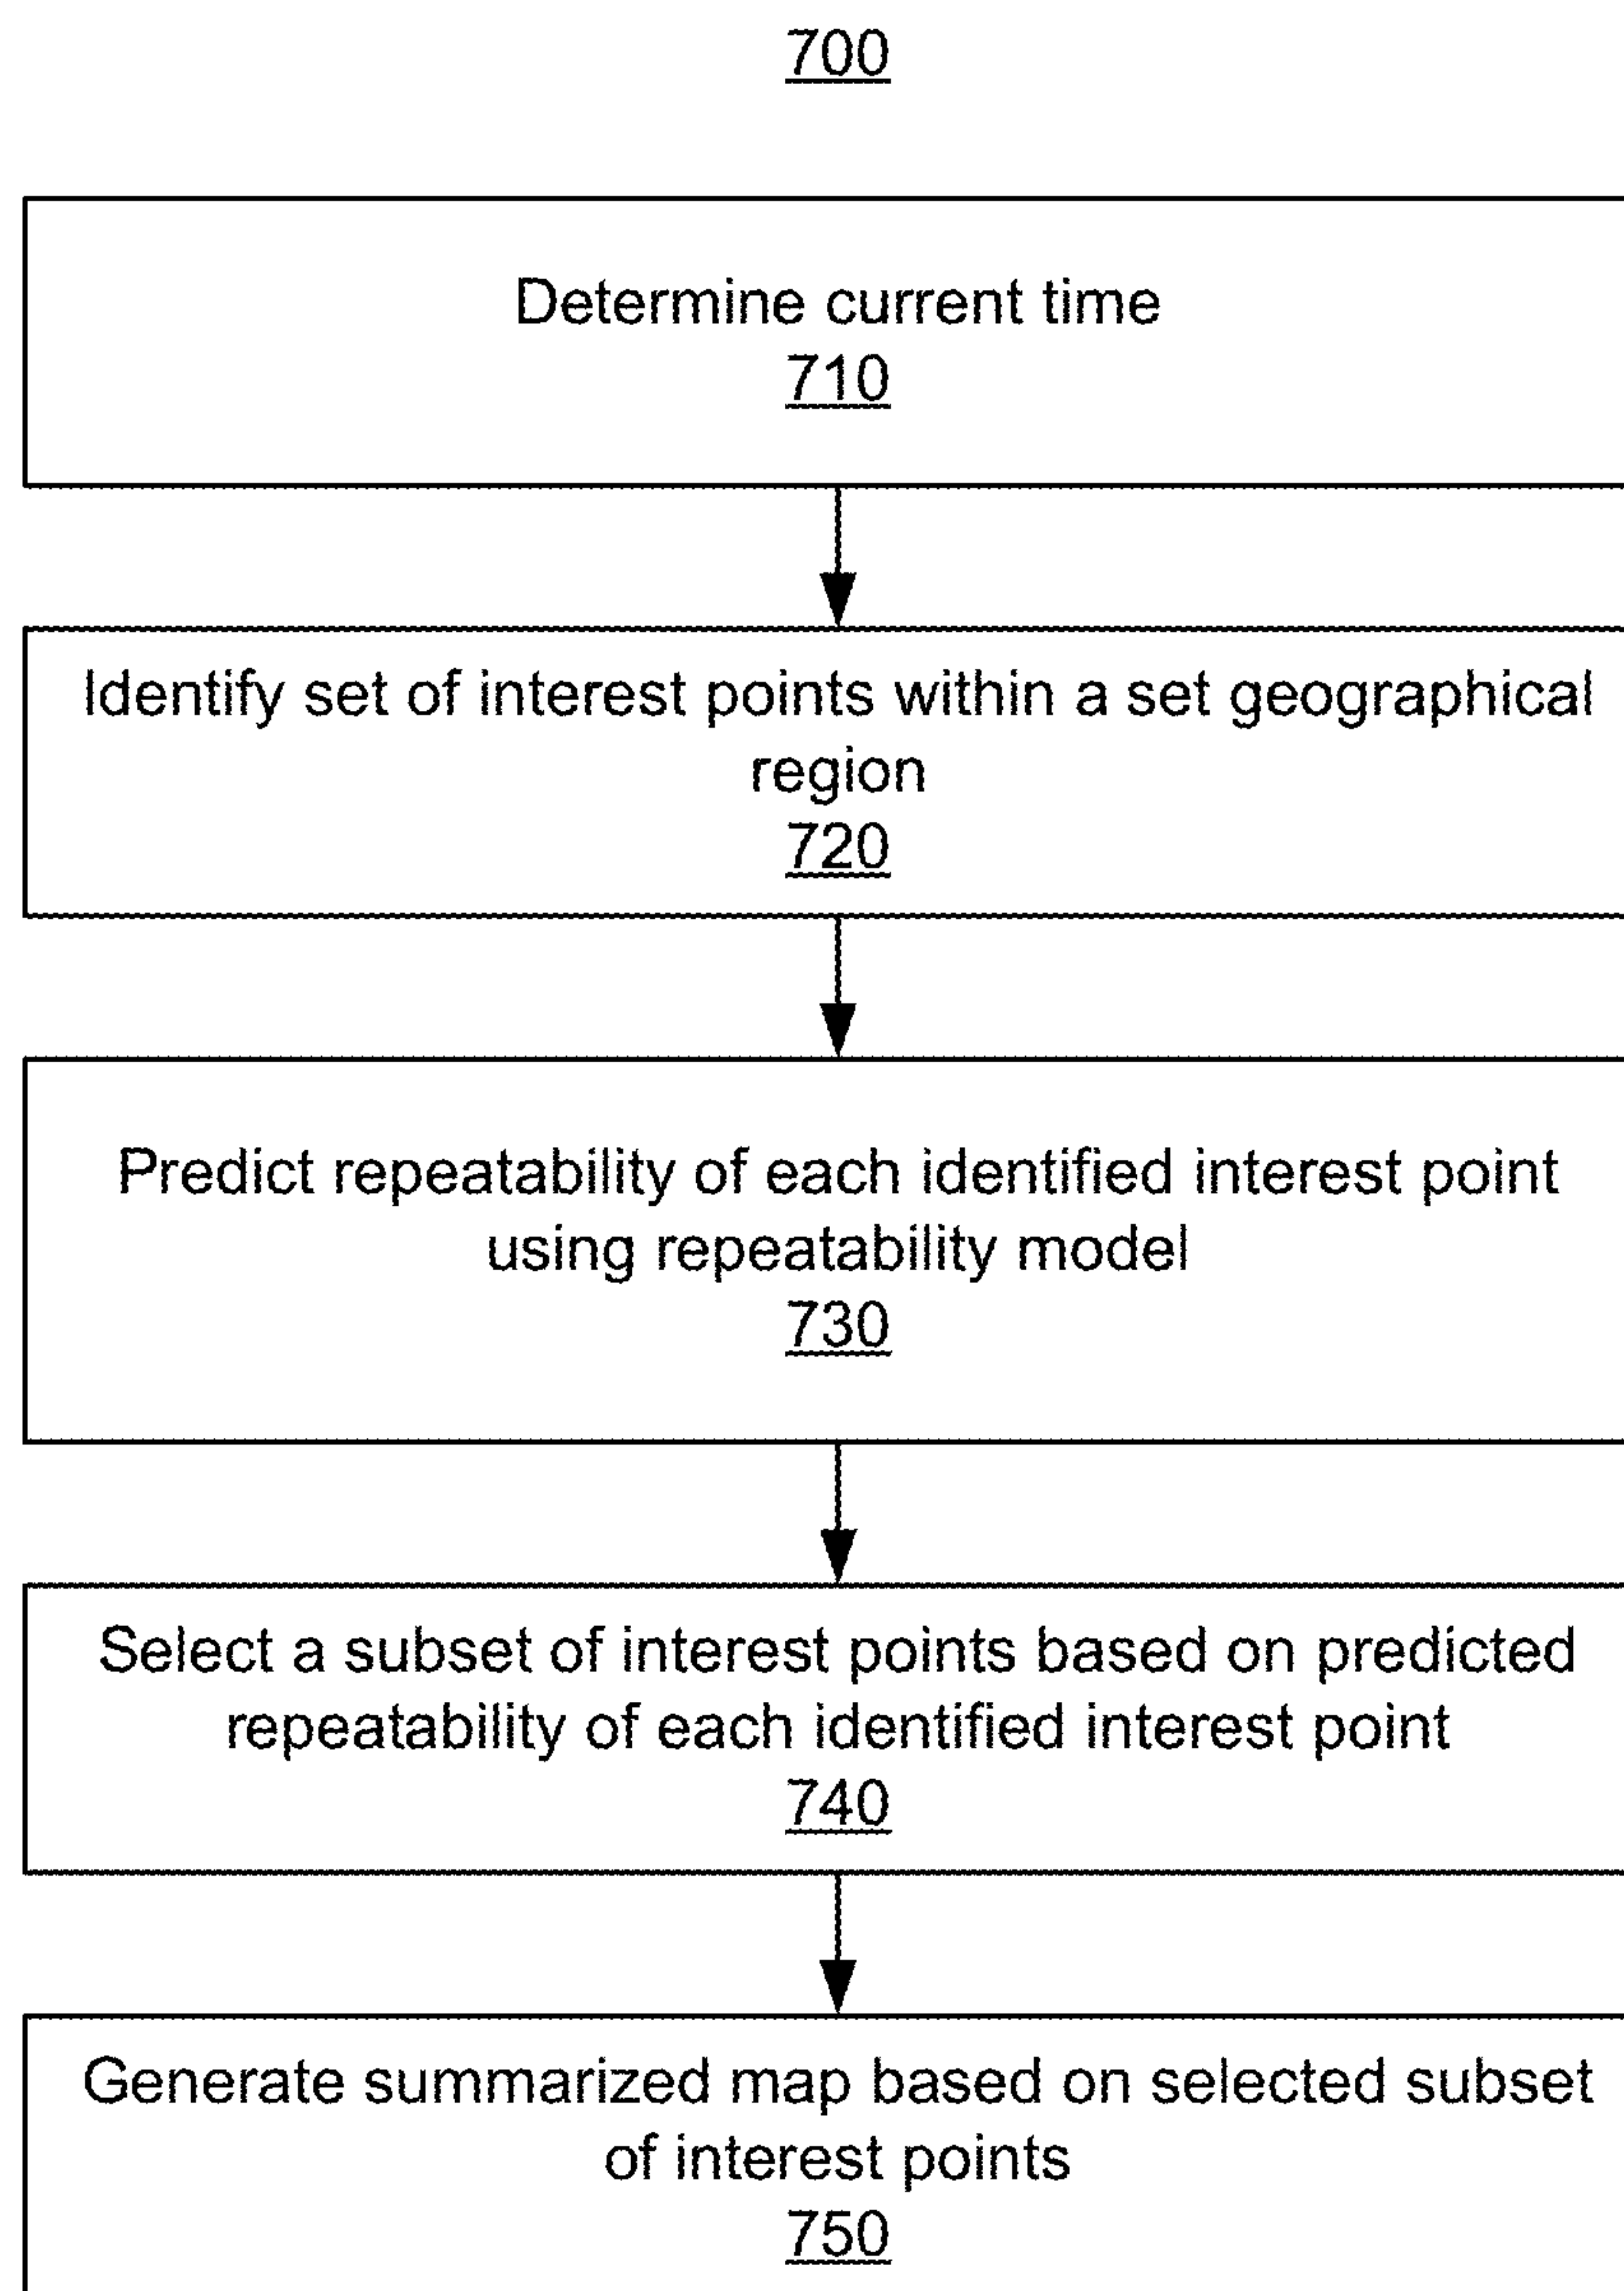 700
Determine current time
710
Identify set of interest points within a set geographical
region
720
Predict repeatability of each identified interest point
using repeatability model
730
Select a subset of interest points based on predicted
repeatability of each identified interest point
740
Generate summarized map based on selected subset
of interest points
750